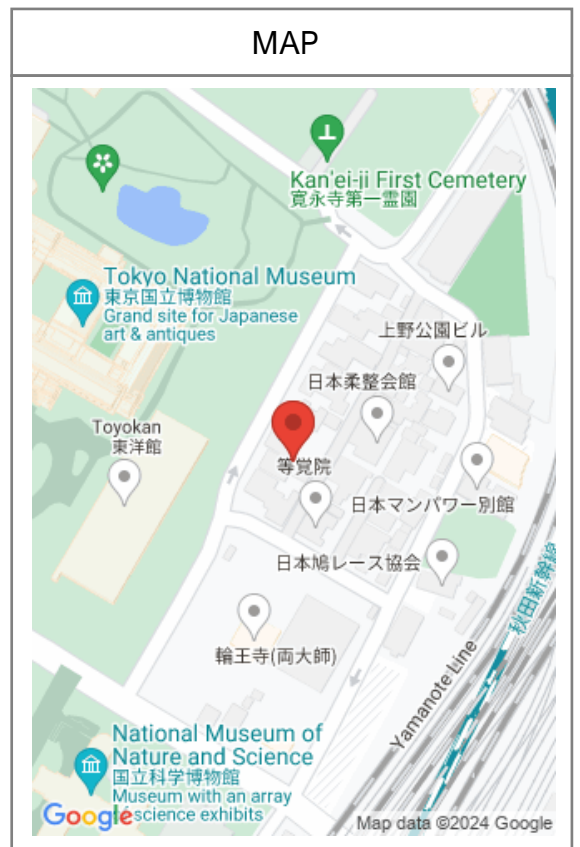 MAP
Kan'ei-ji First Cemetery
寛永寺第一霊園
Tokyo National Museum
東京国立博物館
Grand site for Japanese
art & antiques
上野公園ビル
日本柔整会館
Toyokan
東洋館
等覚院
日本マンパワー別館
日本鳩レース協会
秋田新幹線
輪王寺(両大師)
Yamanote Line
National Museum of
Nature and Science
国立科学博物館
Museum with an array
science exhibits
Google
Map data ©2024 Google